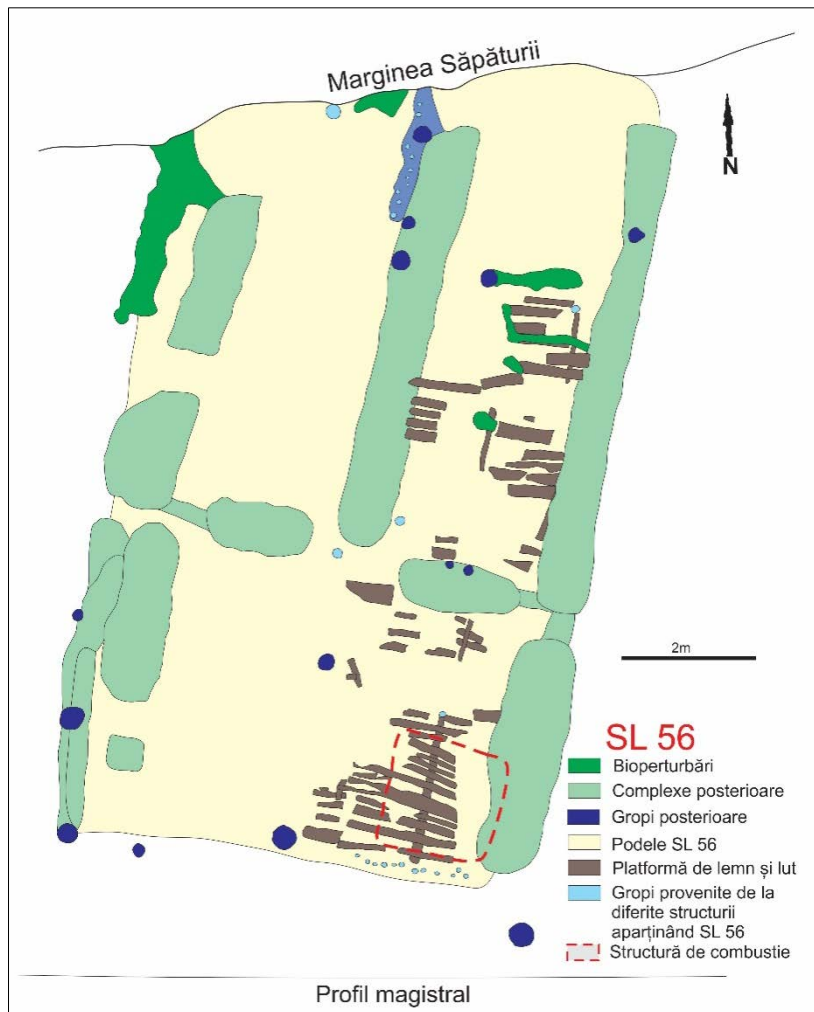 Marginea Săpăturii
N
2m
SL 56
Bioperturbări
Complexe posterioare
Gropi posterioare
Podele SL 56
Platformă de lemn și lut
Gropi provenite de la
diferite structurii
aparținând SL 56
Structură de combustie
Profil magistral